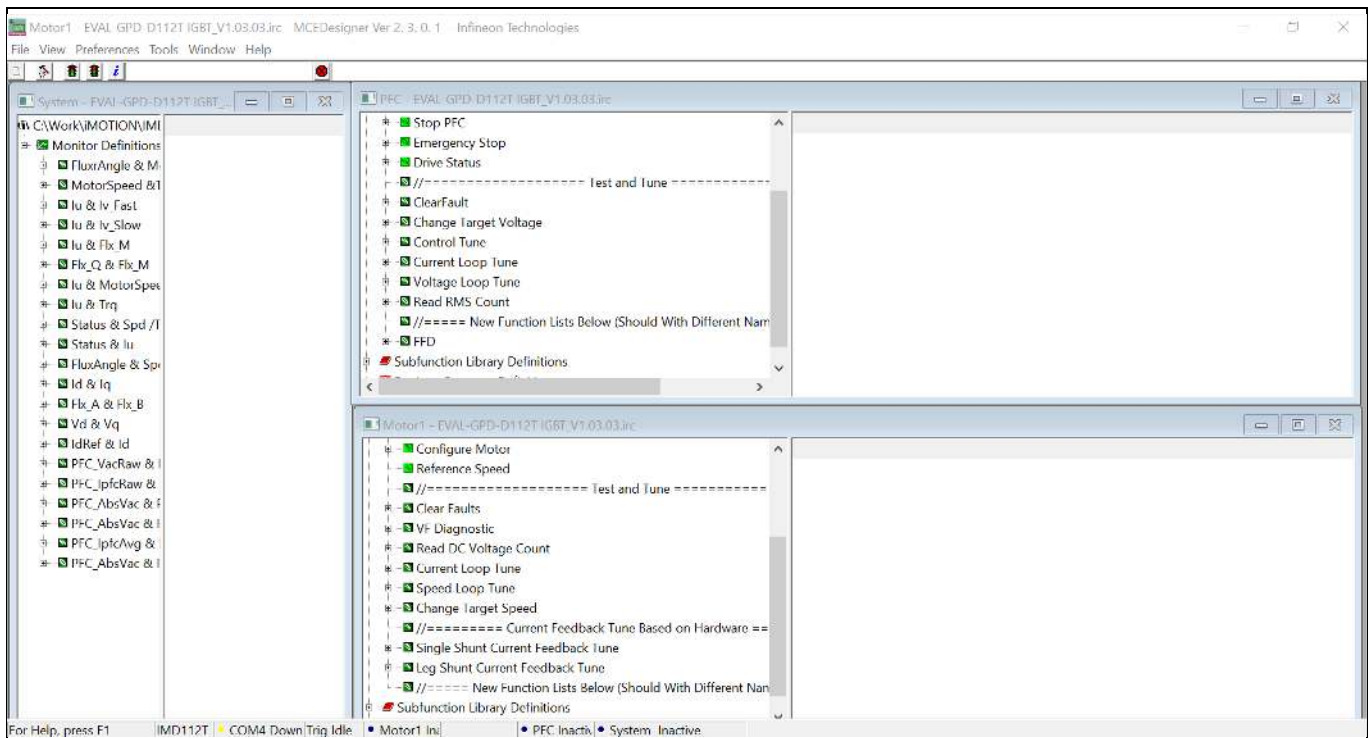 Motor1 EVAL GPD D112T IGBT_V1.03.03.irc MCEDesigner Ver 2. 3. 0. 1 Infineon Technologies
File View Preferences Tools Window Help
System - EVAL-GPD-D112T IGBT_...
C:\Work\iMOTION\IMI
Monitor Definitions
FluxrAngle & M
MotorSpeed &T
Iu & Iv_Fast
Iu & Iv_Slow
Iu & Flx_M
Flx_Q & Flx_M
Iu & MotorSpee
Iu & Trq
Status & Spd /T
Status & Iu
FluxAngle & Spe
Id & Iq
Flx_A & Flx_B
Vd & Vq
IdRef & Id
PFC_VacRaw & I
PFC_IpfcRaw &
PFC_AbsVac & F
PFC_AbsVac & I
PFC_IpfcAvg &
PFC_AbsVac & I
PFC - EVAL GPD D112T IGBT_V1.03.03.irc
Stop PFC
Emergency Stop
Drive Status
//=================== Test and Tune ===========
ClearFault
Change Target Voltage
Control Tune
Current Loop Tune
Voltage Loop Tune
Read RMS Count
//===== New Function Lists Below (Should With Different Nam
FFD
Subfunction Library Definitions
Motor1 - EVAL-GPD-D112T IGBT_V1.03.03.irc
Configure Motor
Reference Speed
//=================== Test and Tune ===========
Clear Faults
VF Diagnostic
Read DC Voltage Count
Current Loop Tune
Speed Loop Tune
Change Target Speed
//========= Current Feedback Tune Based on Hardware ==
Single Shunt Current Feedback Tune
Leg Shunt Current Feedback Tune
//===== New Function Lists Below (Should With Different Nan
Subfunction Library Definitions
For Help, press F1 IMD112T COM4 Down Trig Idle Motor1 Ina PFC Inactiv System Inactive